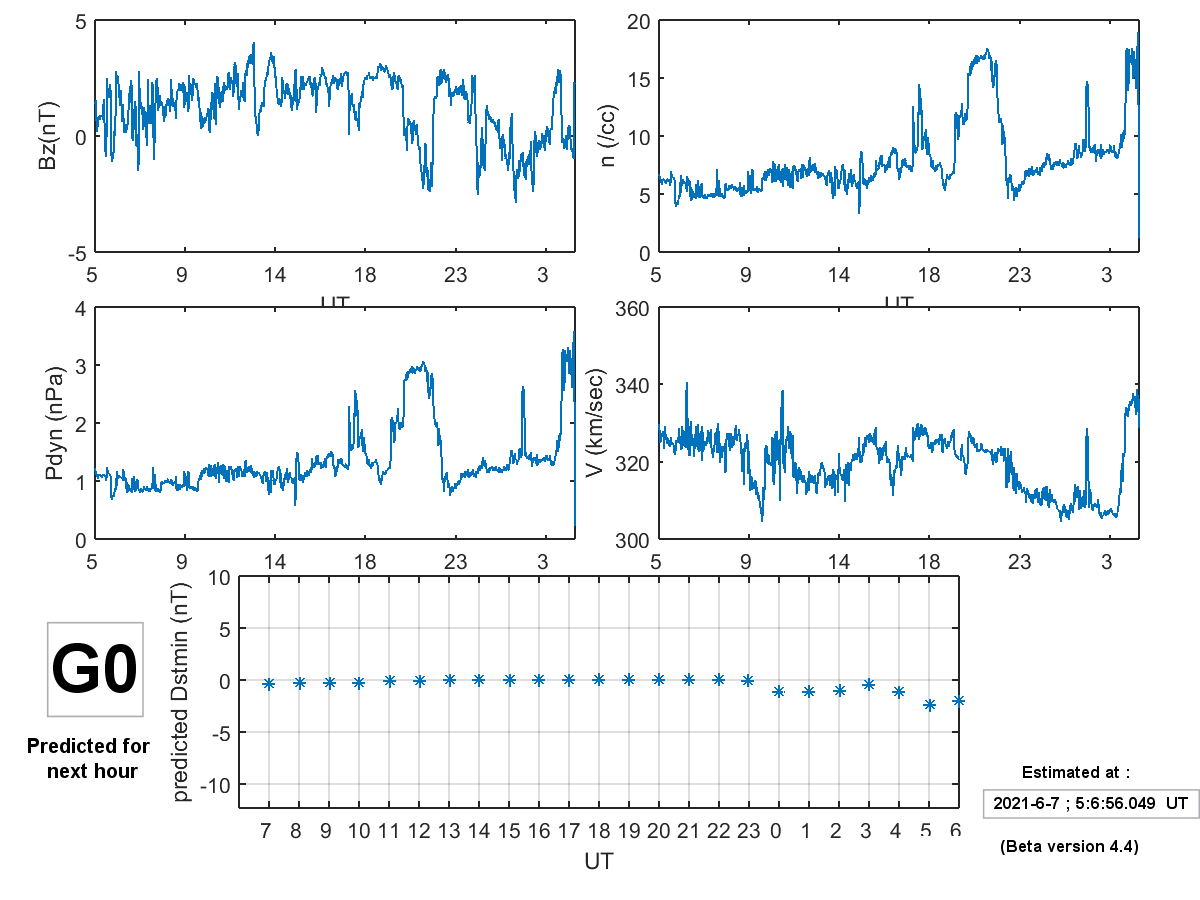 5
0
-5
Bz(nT)
5 9 14 18 23 3
UT
20
15
10
5
0
n (/cc)
5 9 14 18 23 3
UT
4
3
2
1
0
Pdyn (nPa)
5 9 14 18 23 3
360
340
320
300
V (km/sec)
5 9 14 18 23 3
10
5
0
-5
-10
predicted Dstmin (nT)
7 8 9 10 11 12 13 14 15 16 17 18 19 20 21 22 23 0 1 2 3 4 5 6
UT
G0
Predicted for
next hour
Estimated at :
2021-6-7 ; 5:6:56.049 UT
(Beta version 4.4)